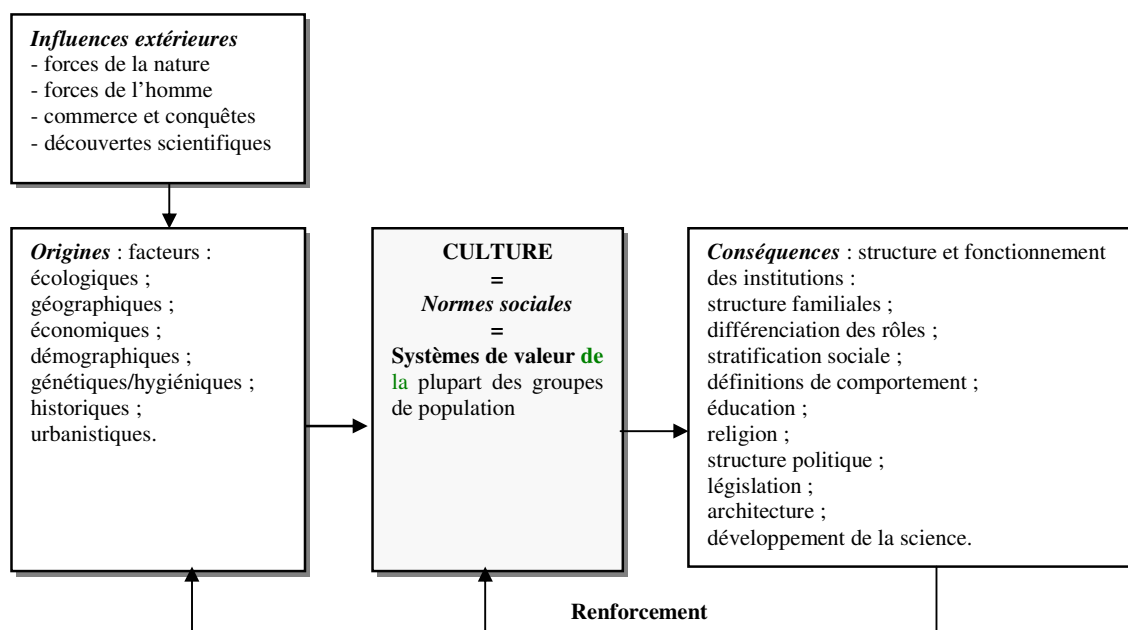 Influences extérieures
- forces de la nature
- forces de l’homme
- commerce et conquêtes
- découvertes scientifiques
Origines : facteurs :
écologiques ;
géographiques ;
économiques ;
démographiques ;
génétiques/hygiéniques ;
historiques ;
urbanistiques.
CULTURE
=
Normes sociales
=
Systèmes de valeur de
la plupart des groupes
de population
Conséquences : structure et fonctionnement
des institutions :
structure familiales ;
différenciation des rôles ;
stratification sociale ;
définitions de comportement ;
éducation ;
religion ;
structure politique ;
législation ;
architecture ;
développement de la science.
Renforcement